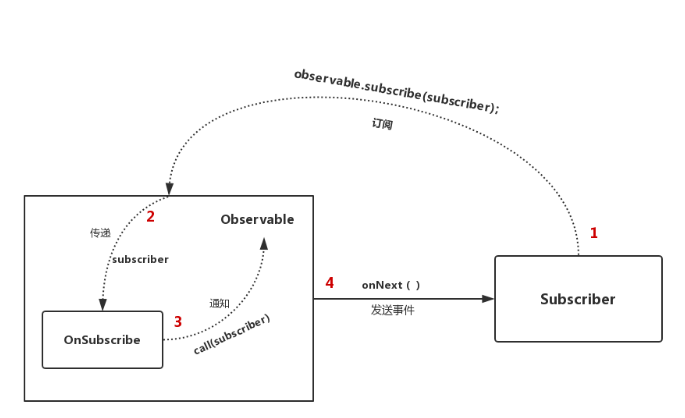 observable.subscribe(subscriber);
订阅
1
2
Observable
传递
subscriber
4
onNext（ ）
Subscriber
通知
发送事件
3
OnSubscribe
call(subscriber)